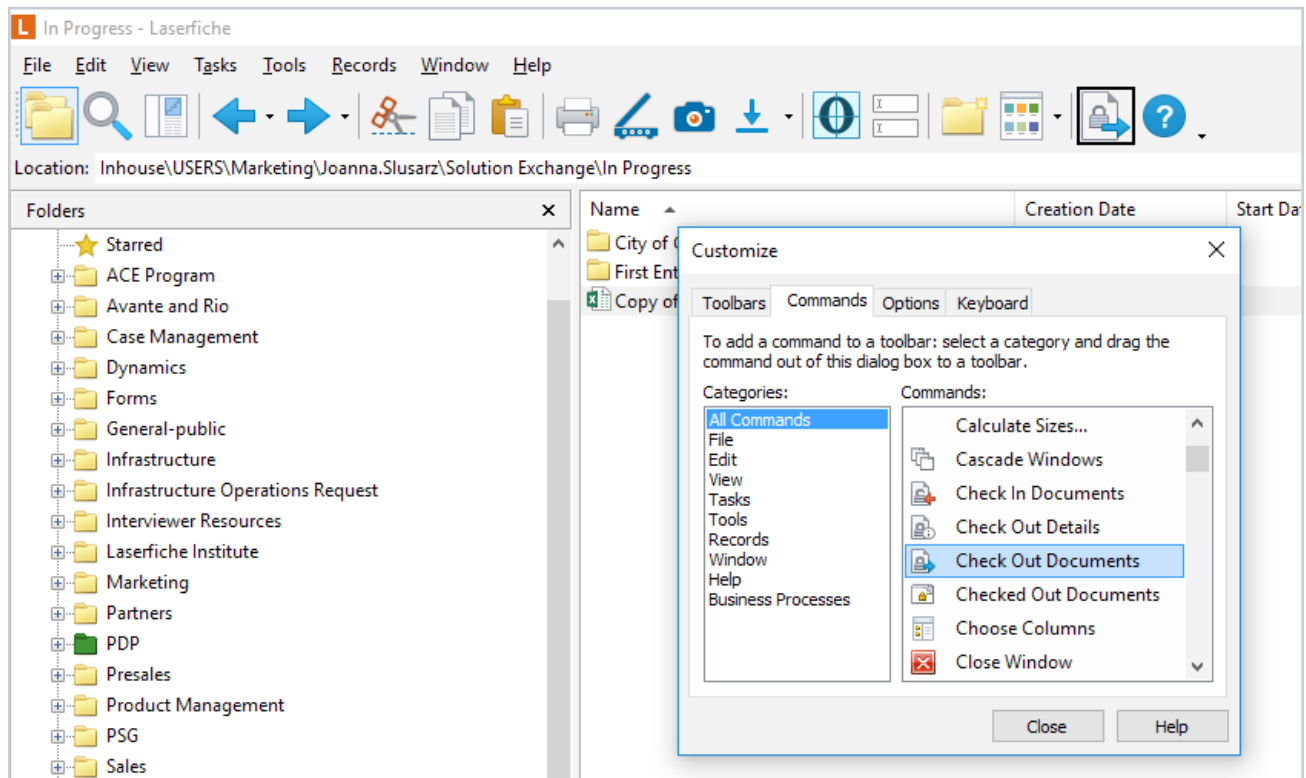 L In Progress - Laserfiche
File Edit View Tasks Tools Records Window Help
Location: Inhouse\USERS\Marketing\Joanna.Slusarz\Solution Exchange\In Progress
Folders
Starred
ACE Program
Avante and Rio
Case Management
Dynamics
Forms
General-public
Infrastructure
Infrastructure Operations Request
Interviewer Resources
Laserfiche Institute
Marketing
Partners
PDP
Presales
Product Management
PSG
Sales
Name Creation Date Start Da
City of
First Ent
Copy of
Customize
Toolbars Commands Options Keyboard
To add a command to a toolbar: select a category and drag the
command out of this dialog box to a toolbar.
Categories:
All Commands
File
Edit
View
Tasks
Tools
Records
Window
Help
Business Processes
Commands:
Calculate Sizes...
Cascade Windows
Check In Documents
Check Out Details
Check Out Documents
Checked Out Documents
Choose Columns
Close Window
Close Help